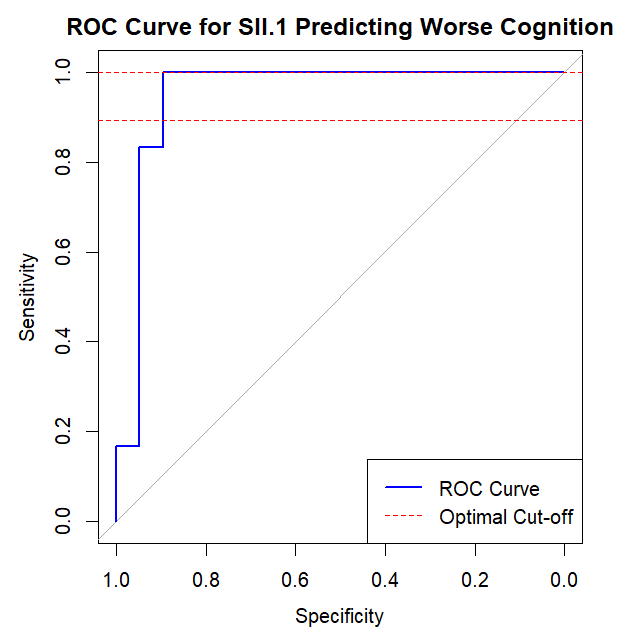 ROC Curve for SII.1 Predicting Worse Cognition
Sensitivity
1.0
0.8
0.6
0.4
0.2
0.0
ROC Curve
Optimal Cut-off
1.0 0.8 0.6 0.4 0.2 0.0
Specificity